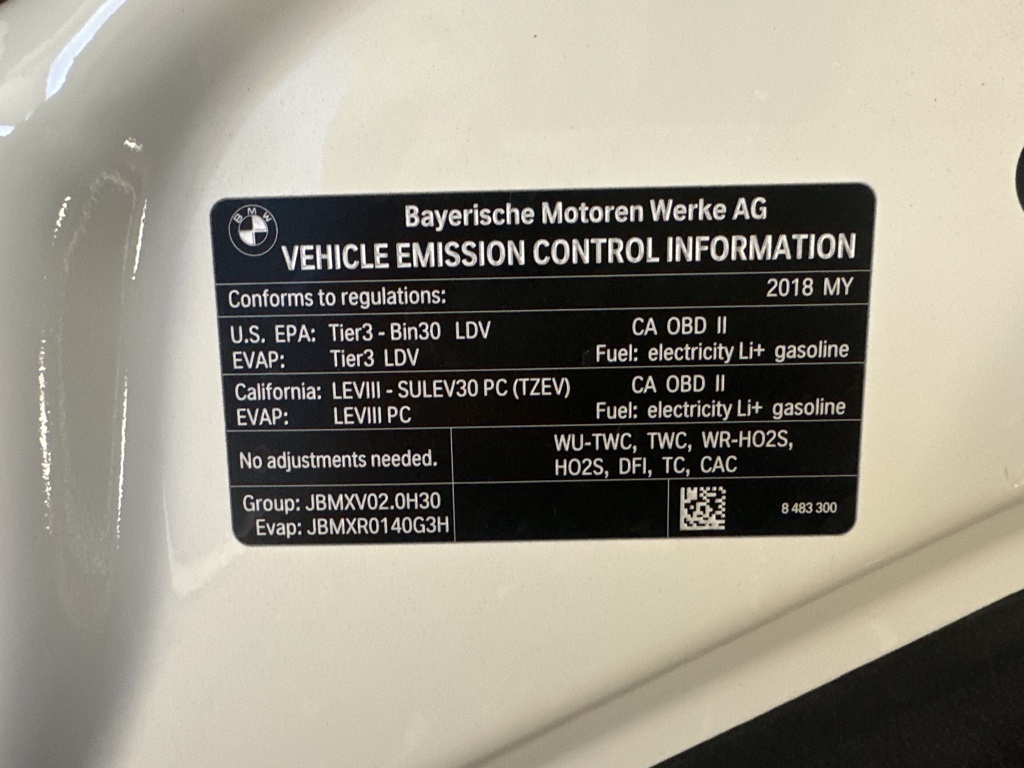 BMW
Bayerische Motoren Werke AG
VEHICLE EMISSION CONTROL INFORMATION
Conforms to regulations: 2018 MY
U.S. EPA: Tier3 - Bin30 LDV CA OBD II
EVAP: Tier3 LDV Fuel: electricity Li+ gasoline
California: LEVIII - SULEV30 PC (TZEV) CA OBD II
EVAP: LEVIII PC Fuel: electricity Li+ gasoline
No adjustments needed.
WU-TWC, TWC, WR-HO2S,
HO2S, DFI, TC, CAC
Group: JBMXV02.0H30
Evap: JBMXR0140G3H
8 483 300